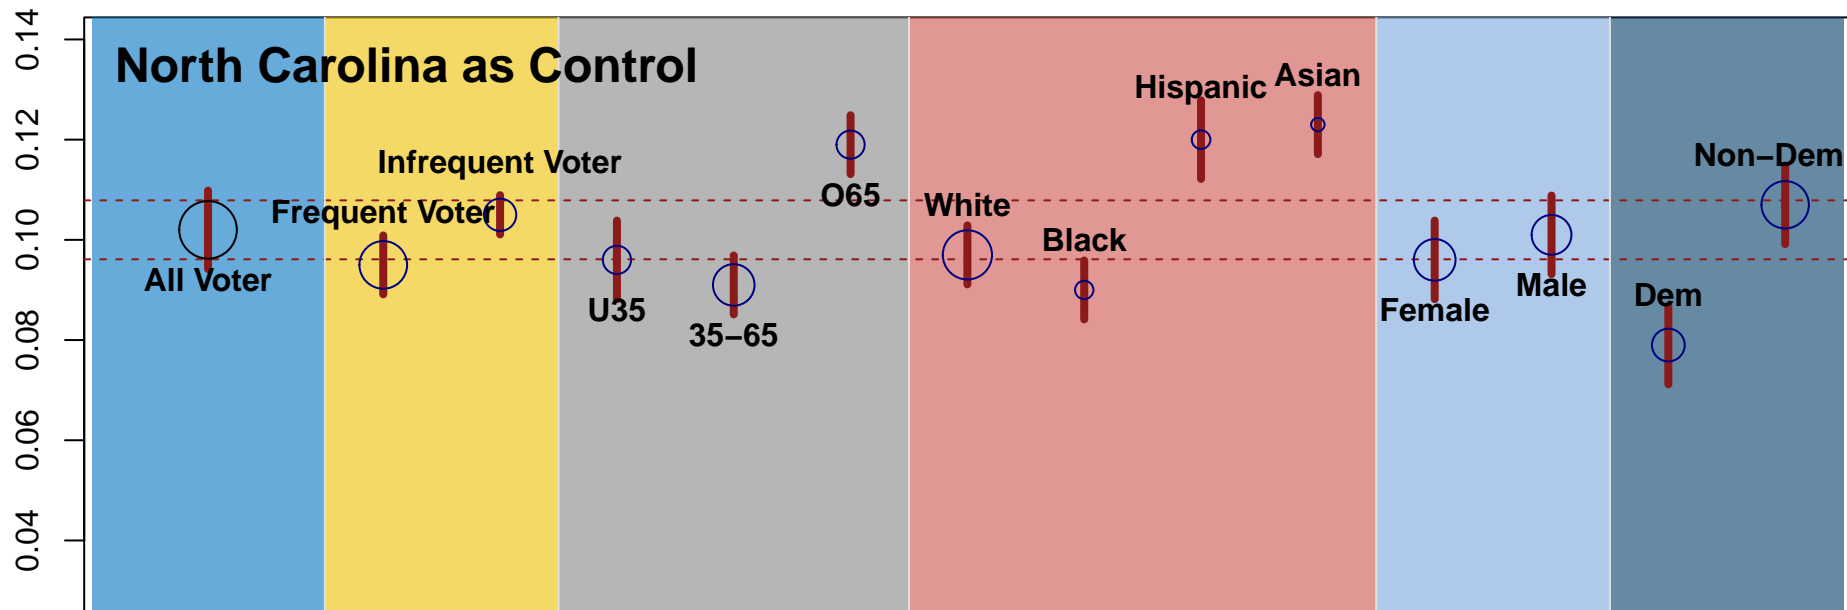 North Carolina as Control
0.14
0.12
0.10
0.08
0.06
0.04
All Voter
Frequent Voter
Infrequent Voter
U35
35−65
O65
White
Black
Hispanic
Asian
Female
Male
Dem
Non−Dem